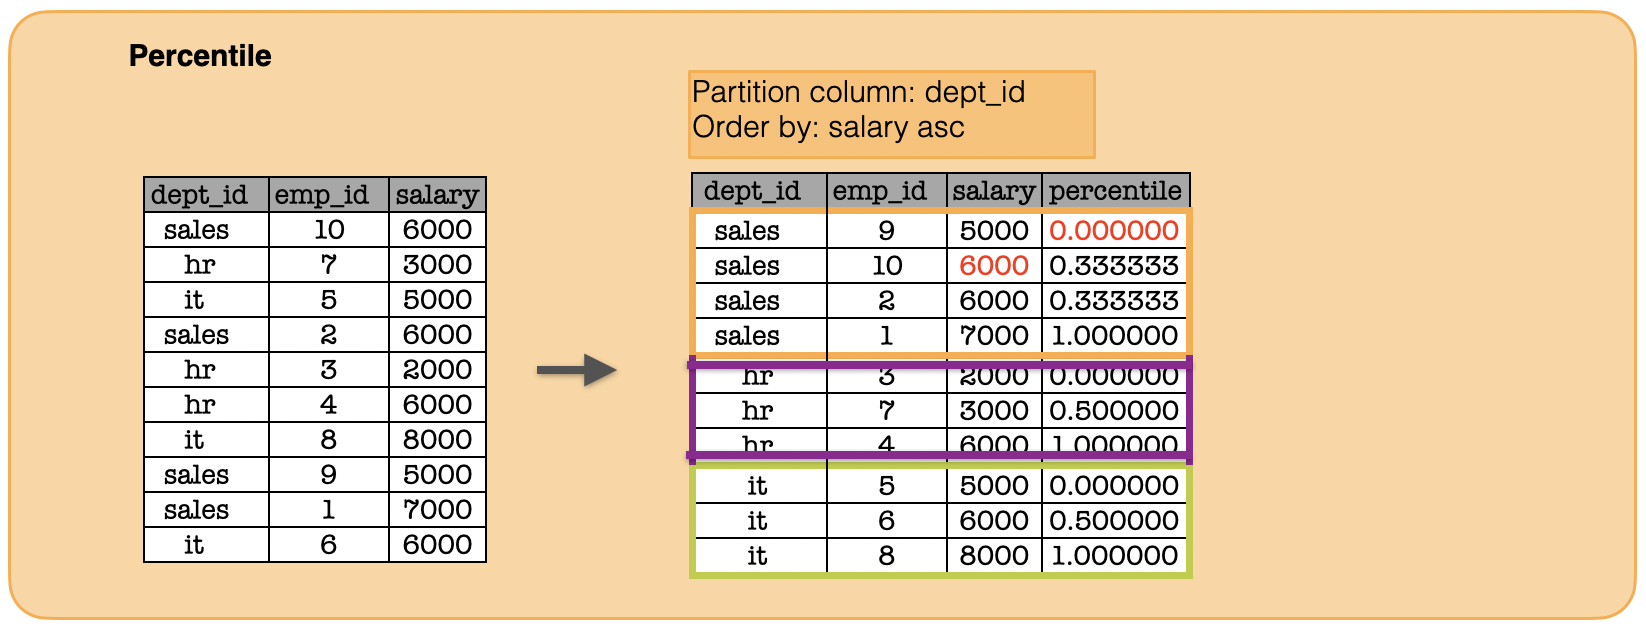 Percentile
Partition column: dept_id
Order by: salary asc
dept_id emp_id salary
sales 10 6000
hr 7 3000
it 5 5000
sales 2 6000
hr 3 2000
hr 4 6000
it 8 8000
sales 9 5000
sales 1 7000
it 6 6000
dept_id emp_id salary percentile
sales 9 5000 0.000000
sales 10 6000 0.333333
sales 2 6000 0.333333
sales 1 7000 1.000000
hr 3 2000 0.000000
hr 7 3000 0.500000
hr 4 6000 1.000000
it 5 5000 0.000000
it 6 6000 0.500000
it 8 8000 1.000000